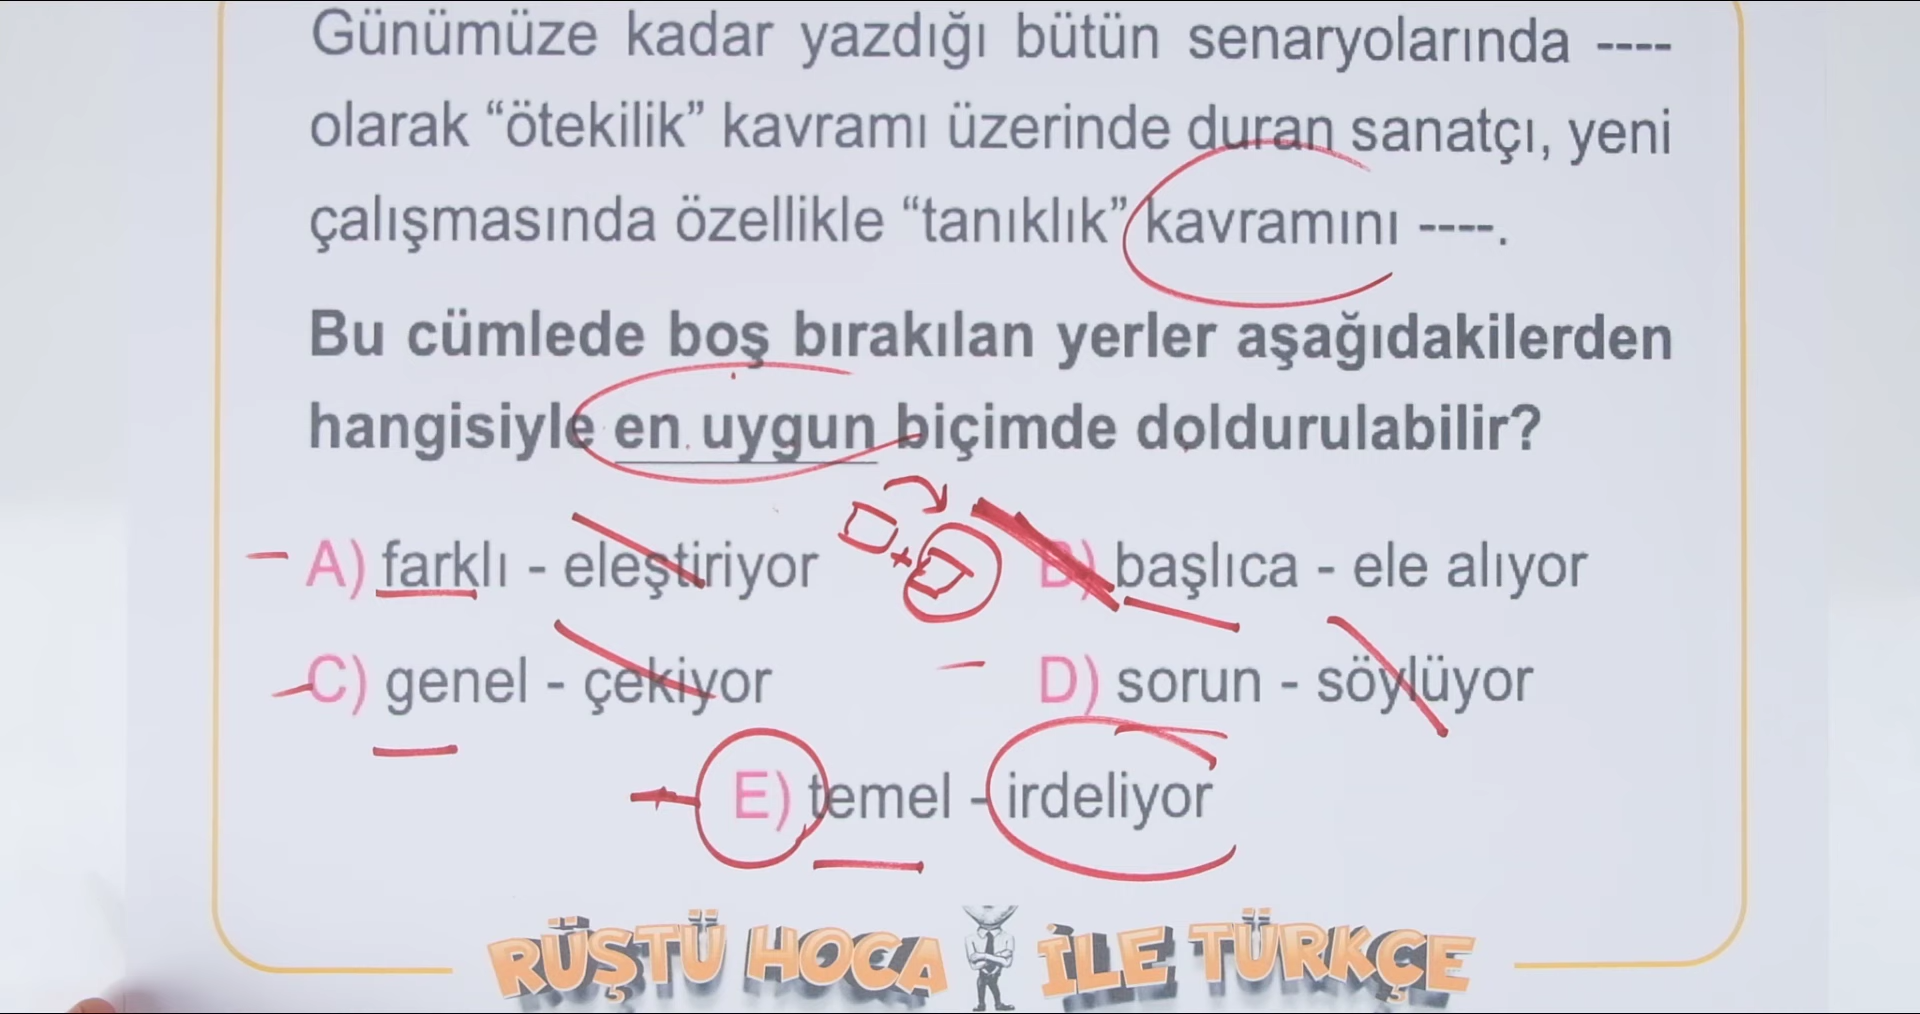 Günümüze kadar yazdığı bütün senaryolarında ----
olarak “ötekilik” kavramı üzerinde duran sanatçı, yeni
çalışmasında özellikle “tanıklık” kavramını ----.
Bu cümlede boş bırakılan yerler aşağıdakilerden
hangisiyle en uygun biçimde doldurulabilir?
A) farklı - eleştiriyor
B) başlıca - ele alıyor
C) genel - çekiyor
D) sorun - söylüyor
E) temel - irdeliyor
RÜŞTÜ HOCA İLE TÜRKÇE